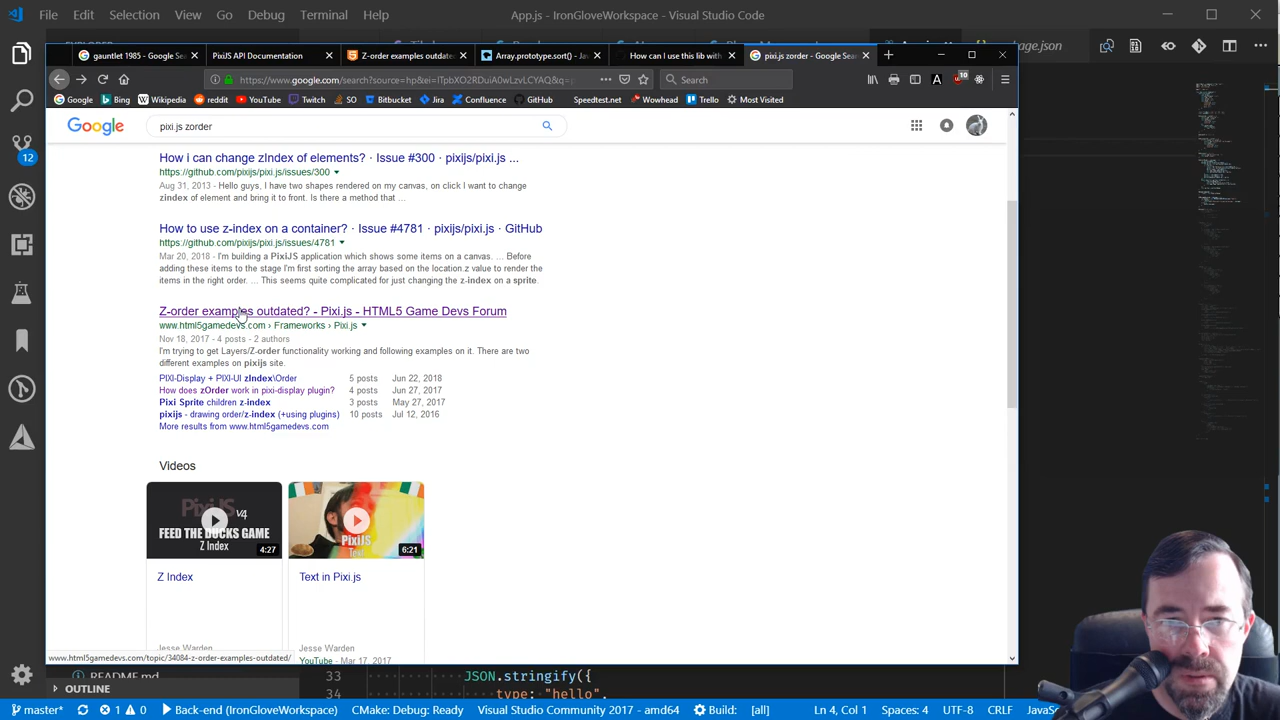 File Edit Selection View Go Debug Terminal Help
App.js - IronGloveWorkspace - Visual Studio Code
gauntlet 1985 - Google Sea
PixiJS API Documentation
Z-order examples outdated
Array.prototype.sort() - Ja
How can I use this lib with
pixi.js zorder - Google Sear
https://www.google.com/search?source=hp&ei=
Search
10
Google Bing Wikipedia reddit YouTube Twitch SO Bitbucket Jira Confluence GitHub Speedtest.net Wowhead Trello Most Visited
Google
pixi.js zorder
12
How i can change zIndex of elements? · Issue #300 · pixijs/pixi.js ...
https://github.com/pixijs/pixi.js/issues/300
Aug 31, 2013 - Hello guys, I have two shapes rendered on my canvas, on click I want to change
zindex of element and bring it to front. Is there a method that ...
How to use z-index on a container? · Issue #4781 · pixijs/pixi.js · GitHub
https://github.com/pixijs/pixi.js/issues/4781
Mar 20, 2018 - I'm building a PixiJS application which shows some items on a canvas. ... Before
adding these items to the stage I'm first sorting the array based on the location.z value to render the
items in the right order. ... This seems quite complicated for just changing the z-index on a sprite.
Z-order examples outdated? - Pixi.js - HTML5 Game Devs Forum
www.html5gamedevs.com › Frameworks › Pixi.js
Nov 18, 2017 - 4 posts - 2 authors
I'm trying to get Layers/Z-order functionality working and following examples on it. There are two
different examples on pixijs site.
PIXI-Display + PIXI-UI zIndex\Order 5 posts Jun 22, 2018
How does zOrder work in pixi-display plugin? 4 posts Jun 27, 2017
Pixi Sprite children z-index 3 posts May 27, 2017
pixijs - drawing order/z-index (+using plugins) 10 posts Jul 12, 2016
More results from www.html5gamedevs.com
Videos
PixiJS v4
FEED THE DUCKS GAME
Z Index
4:27
PixiJS
Text
6:21
Z Index
Text in Pixi.js
Jesse Warden
Jesse Warden
YouTube - Mar 17, 2017
www.html5gamedevs.com/topic/34084-z-order-examples-outdated/
README.md
OUTLINE
33 JSON.stringify({
34 type: "hello",
master* 1 0 Back-end (IronGloveWorkspace) CMake: Debug: Ready Visual Studio Community 2017 - amd64 Build: [all] Ln 4, Col 1 Spaces: 4 UTF-8 CRLF JavaS